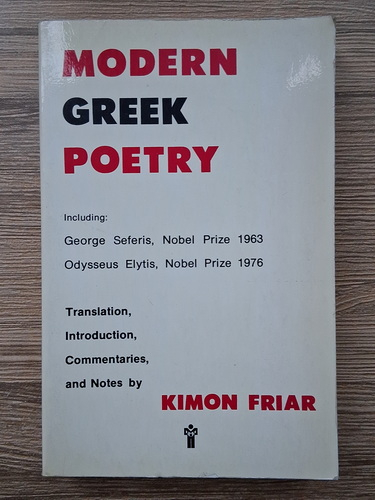 MODERN
GREEK
POETRY
Including:
George Seferis, Nobel Prize 1963
Odysseus Elytis, Nobel Prize 1976
Translation,
Introduction,
Commentaries,
and Notes by
KIMON FRIAR